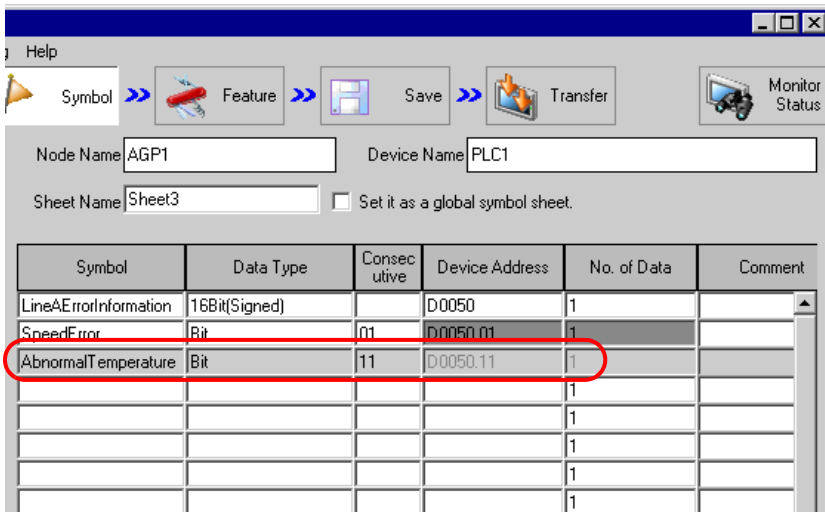 Help
Symbol >> Feature >> Save >> Transfer Monitor Status
Node Name AGP1 Device Name PLC1
Sheet Name Sheet3 Set it as a global symbol sheet.
Symbol Data Type Consecutive Device Address No. of Data Comment
LineAErrorInformation 16Bit(Signed) D0050 1
SpeedError Bit 01 D0050.01 1
AbnormalTemperature Bit 11 D0050.11 1
1
1
1
1
1